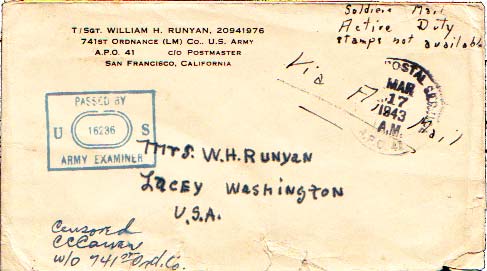 T/Sgt. William H. Runyan, 20941976
741st Ordnance (LM) Co., U.S. Army
A.P.O. 41 c/o Postmaster
San Francisco, California
Soldiers Mail
Active Duty
stamps not available
Via Air Mail
POSTAL
MAR
17
1943
A.M.
A.P.O. 41
PASSED BY
U 16236 S
ARMY EXAMINER
Mrs. W.H. Runyan
Lacey Washington
U.S.A.
Censored
w/o 741st Ord. Co.